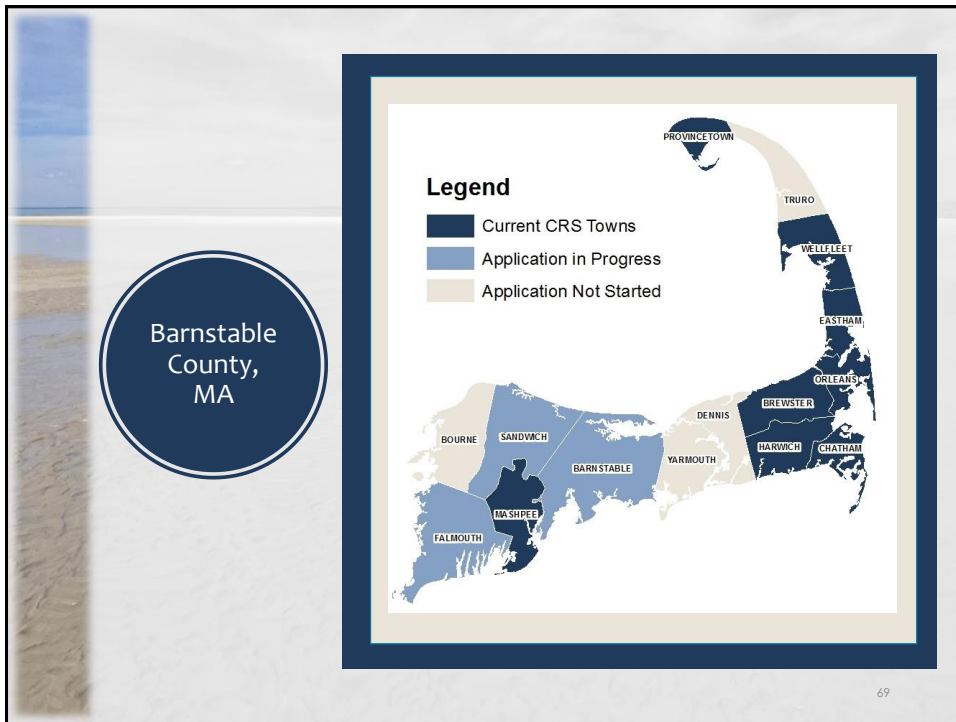 Barnstable
County,
MA
Legend
Current CRS Towns
Application in Progress
Application Not Started
PROVINCETOWN
TRURO
WELLFLEET
EASTHAM
ORLEANS
BREWSTER
DENNIS
HARWICH
CHATHAM
YARMOUTH
BOURNE
SANDWICH
BARNSTABLE
MASHPEE
FALMOUTH
69